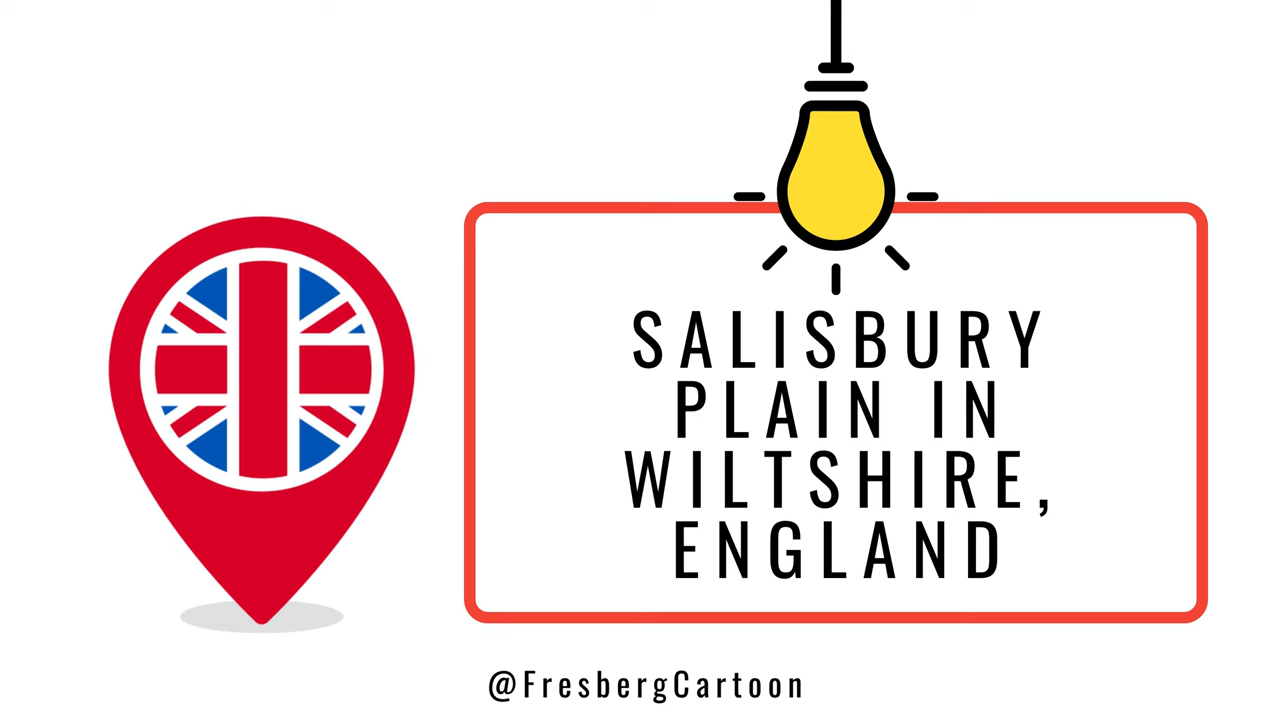 SALISBURY
PLAIN IN
WILTSHIRE,
ENGLAND
@FresbergCartoon